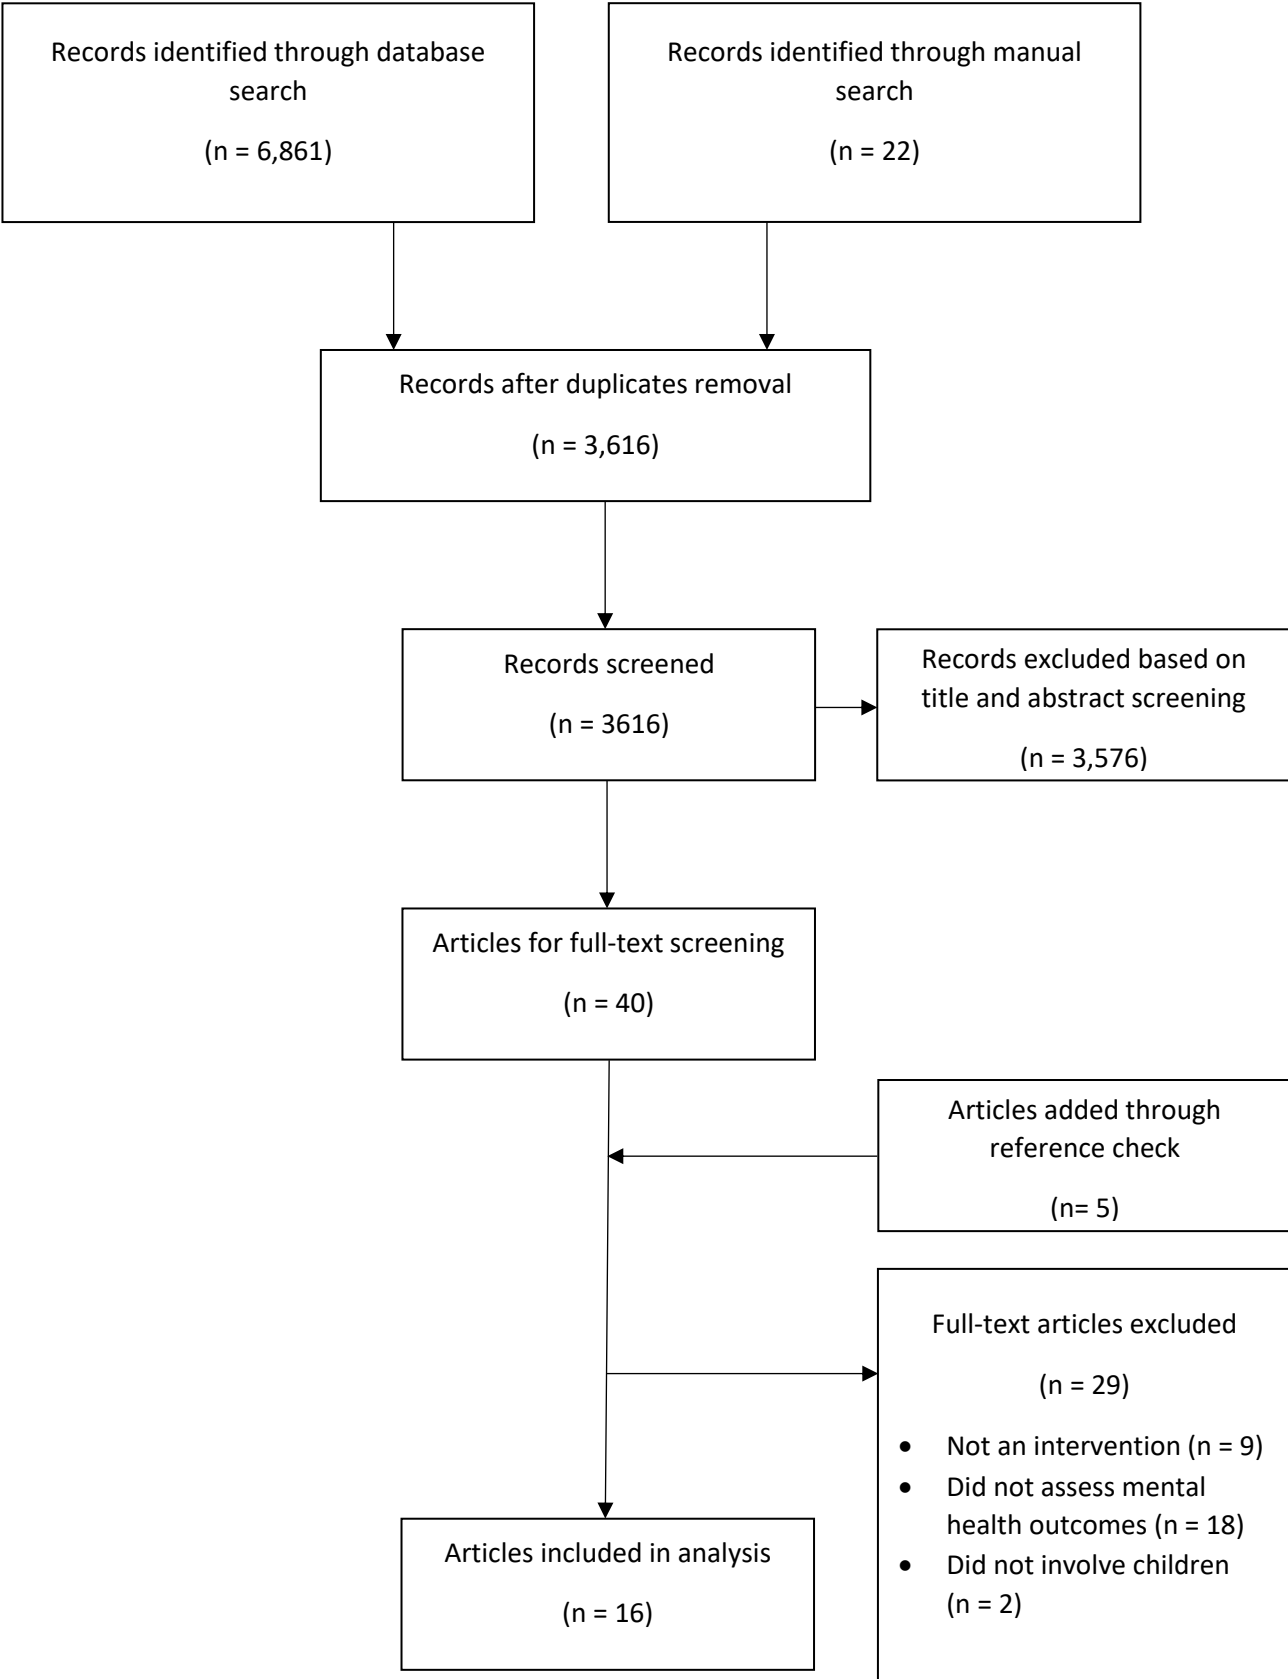 Records identified through database
search
(n = 6,861)
Records identified through manual
search
(n = 22)
Records after duplicates removal
(n = 3,616)
Records screened
(n = 3616)
Records excluded based on
title and abstract screening
(n = 3,576)
Articles for full-text screening
(n = 40)
Articles added through
reference check
(n= 5)
Full-text articles excluded
(n = 29)
• Not an intervention (n = 9)
• Did not assess mental
health outcomes (n = 18)
• Did not involve children
(n = 2)
Articles included in analysis
(n = 16)